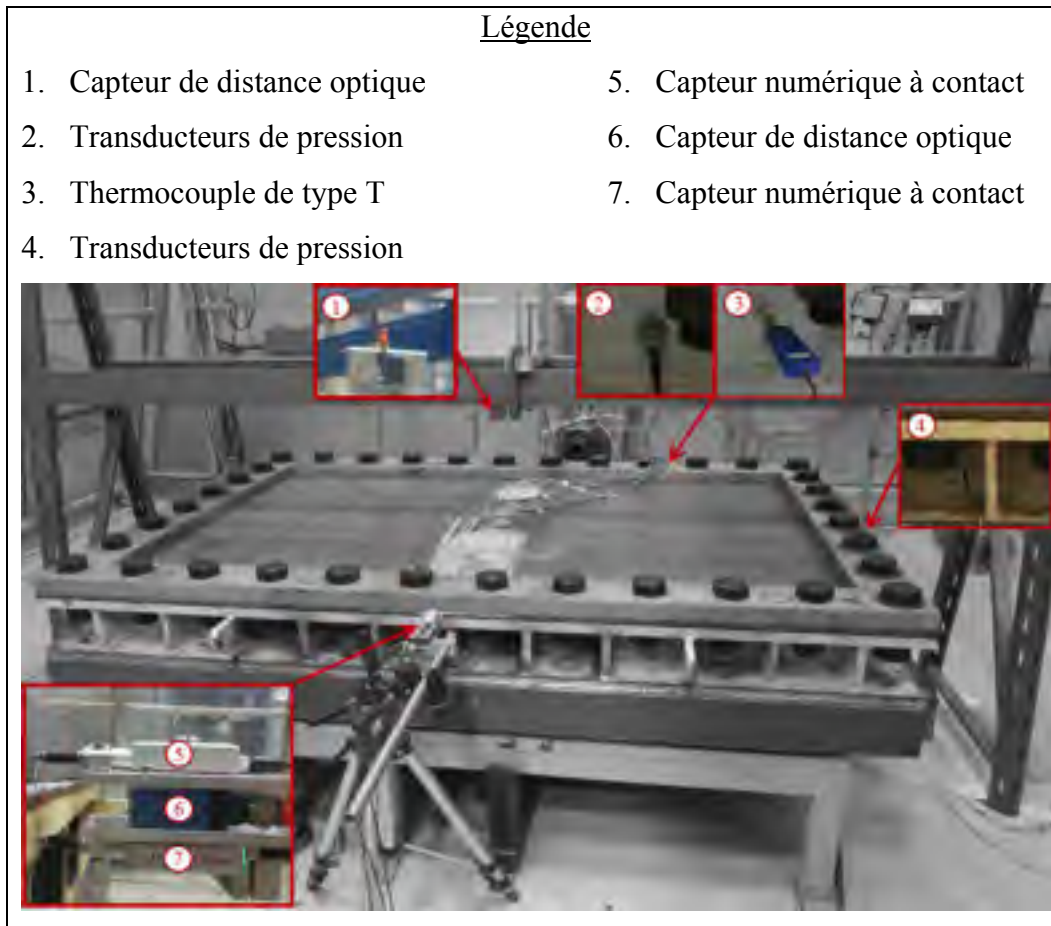 Légende
1. Capteur de distance optique
2. Transducteurs de pression
3. Thermocouple de type T
4. Transducteurs de pression
5. Capteur numérique à contact
6. Capteur de distance optique
7. Capteur numérique à contact
1
2
3
4
5
6
7